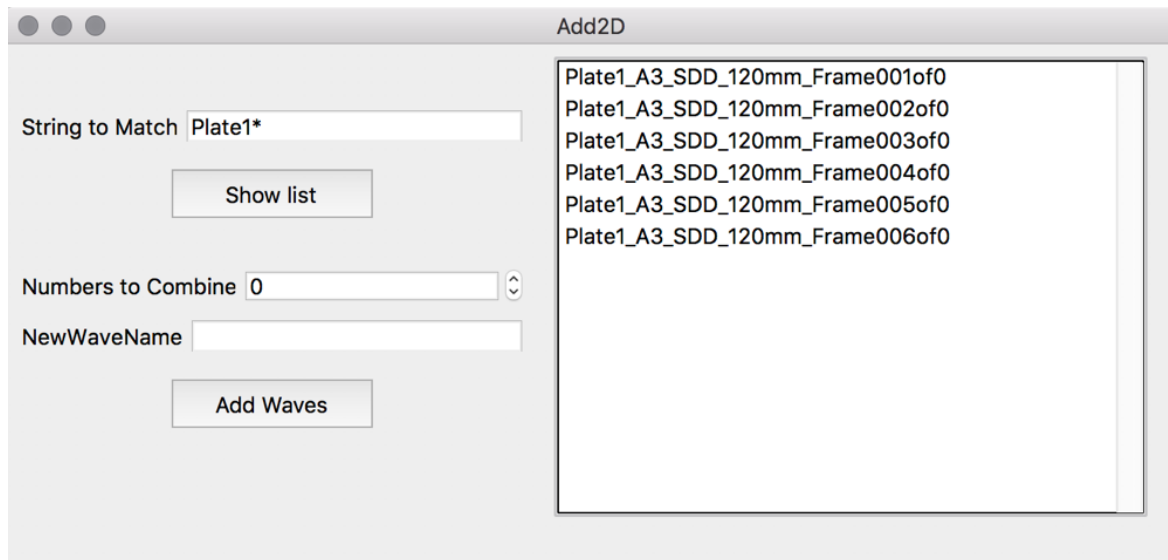 Add2D
String to Match Plate1*
Show list
Numbers to Combine 0
NewWaveName
Add Waves
Plate1_A3_SDD_120mm_Frame001of0
Plate1_A3_SDD_120mm_Frame002of0
Plate1_A3_SDD_120mm_Frame003of0
Plate1_A3_SDD_120mm_Frame004of0
Plate1_A3_SDD_120mm_Frame005of0
Plate1_A3_SDD_120mm_Frame006of0